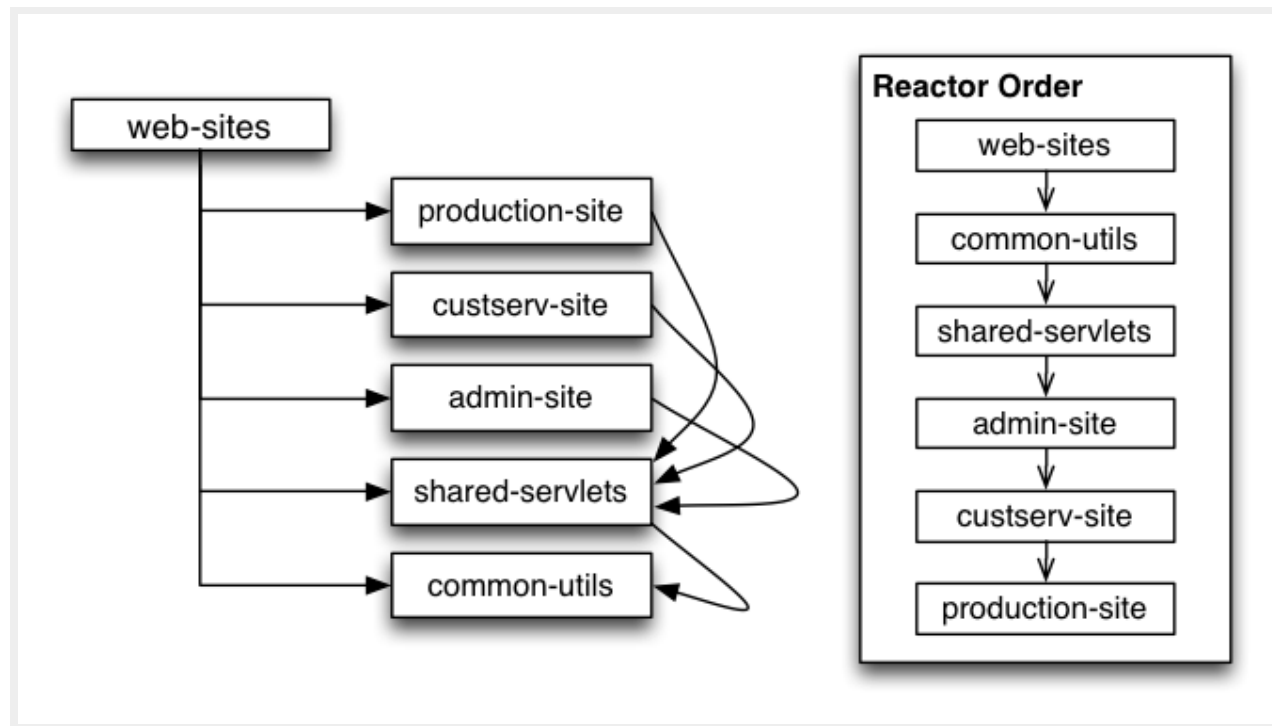 web-sites
production-site
custserv-site
admin-site
shared-servlets
common-utils
Reactor Order
web-sites
common-utils
shared-servlets
admin-site
custserv-site
production-site